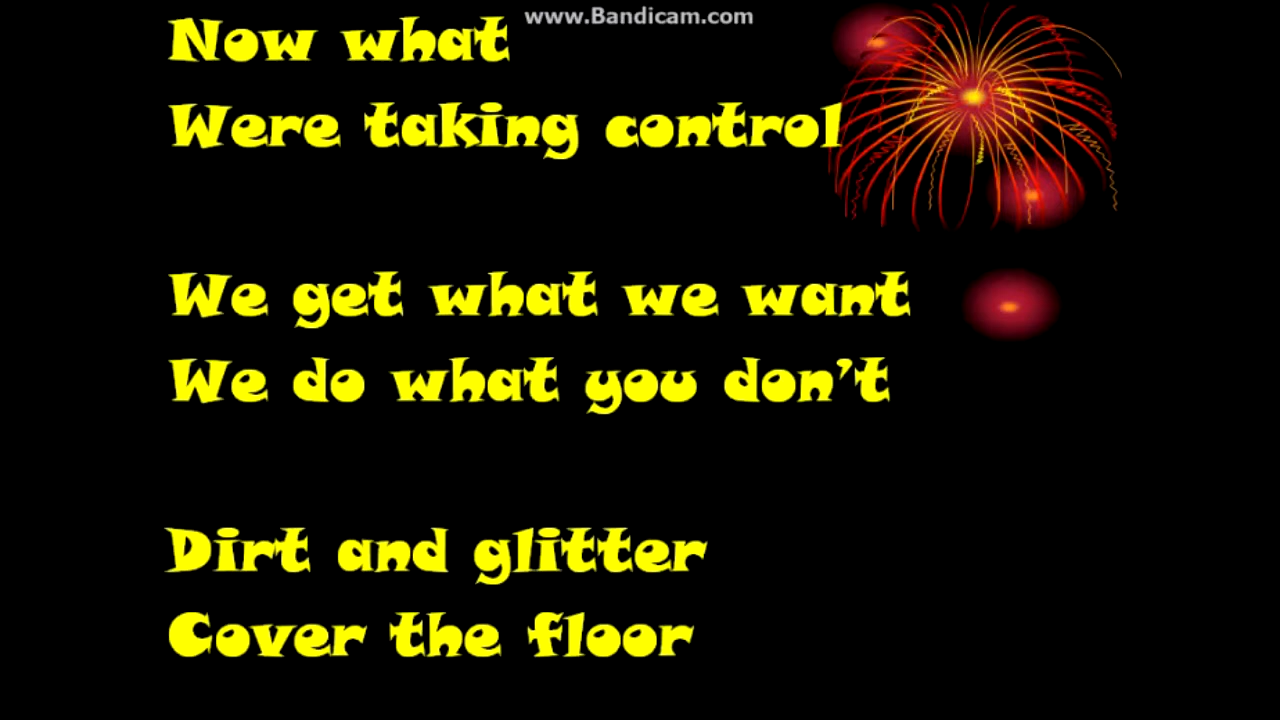 www.Bandicam.com
Now what
Were taking control
We get what we want
We do what you don't
Dirt and glitter
Cover the floor